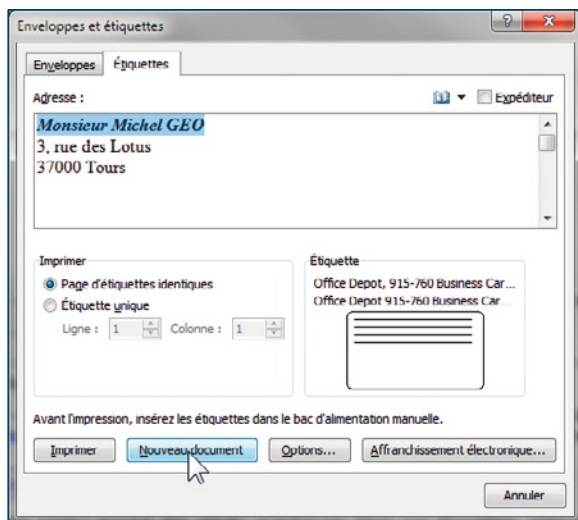 Enveloppes et étiquettes
Enveloppes Étiquettes
Adresse : Expéditeur
Monsieur Michel GEO
3, rue des Lotus
37000 Tours
Imprimer
Page d'étiquettes identiques
Étiquette unique
Ligne : 1 Colonne : 1
Étiquette
Office Depot, 915-760 Business Car...
Office Depot 915-760 Business Car...
Avant l'impression, insérez les étiquettes dans le bac d'alimentation manuelle.
Imprimer Nouveau document Options... Affranchissement électronique...
Annuler